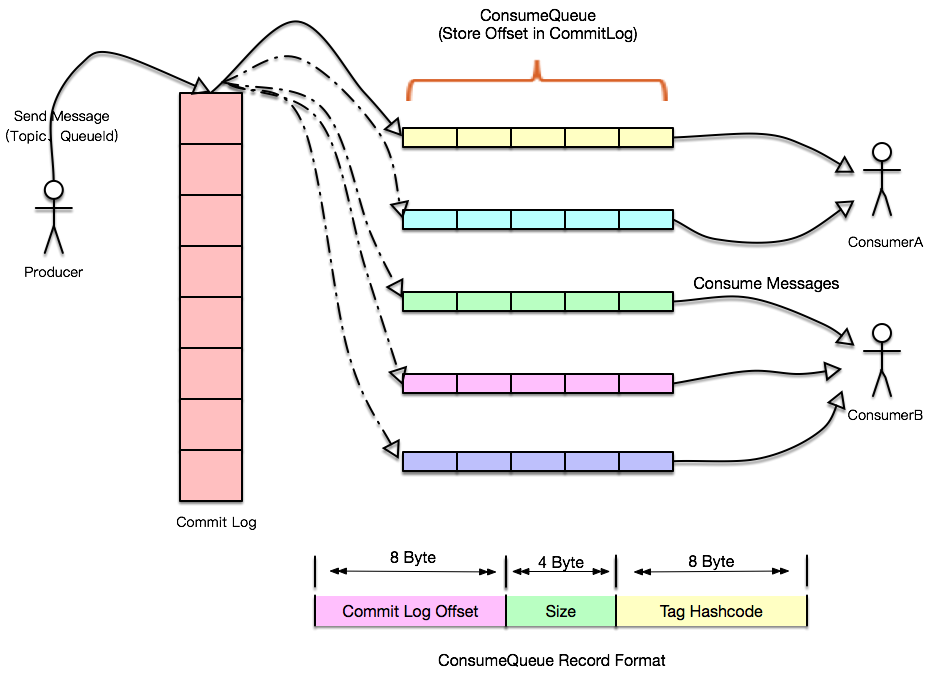 ConsumeQueue
(Store Offset in CommitLog)
Send Message
(Topic、QueueId)
Producer
ConsumerA
Consume Messages
ConsumerB
Commit Log
8 Byte
4 Byte
8 Byte
Commit Log Offset
Size
Tag Hashcode
ConsumeQueue Record Format